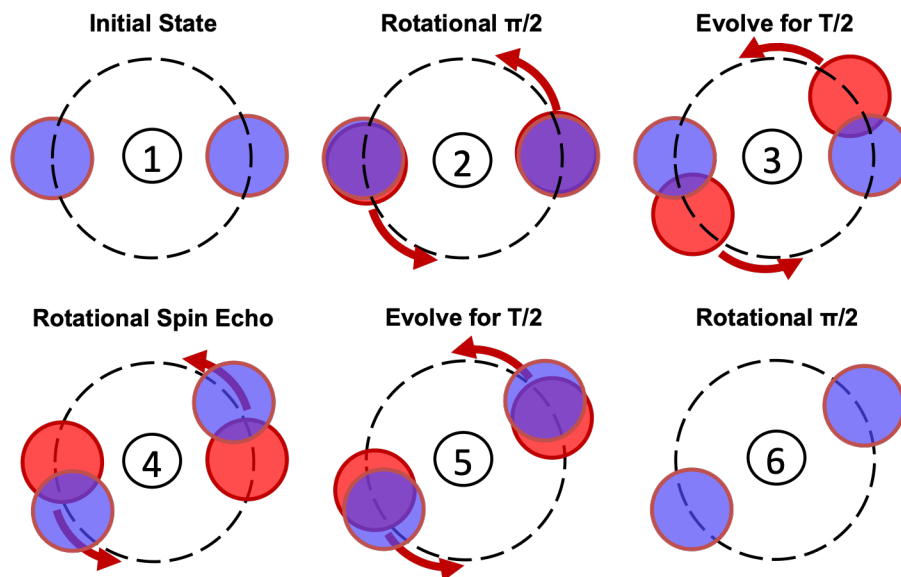 Initial State
Rotational π/2
Evolve for T/2
1
2
3
Rotational Spin Echo
Evolve for T/2
Rotational π/2
4
5
6